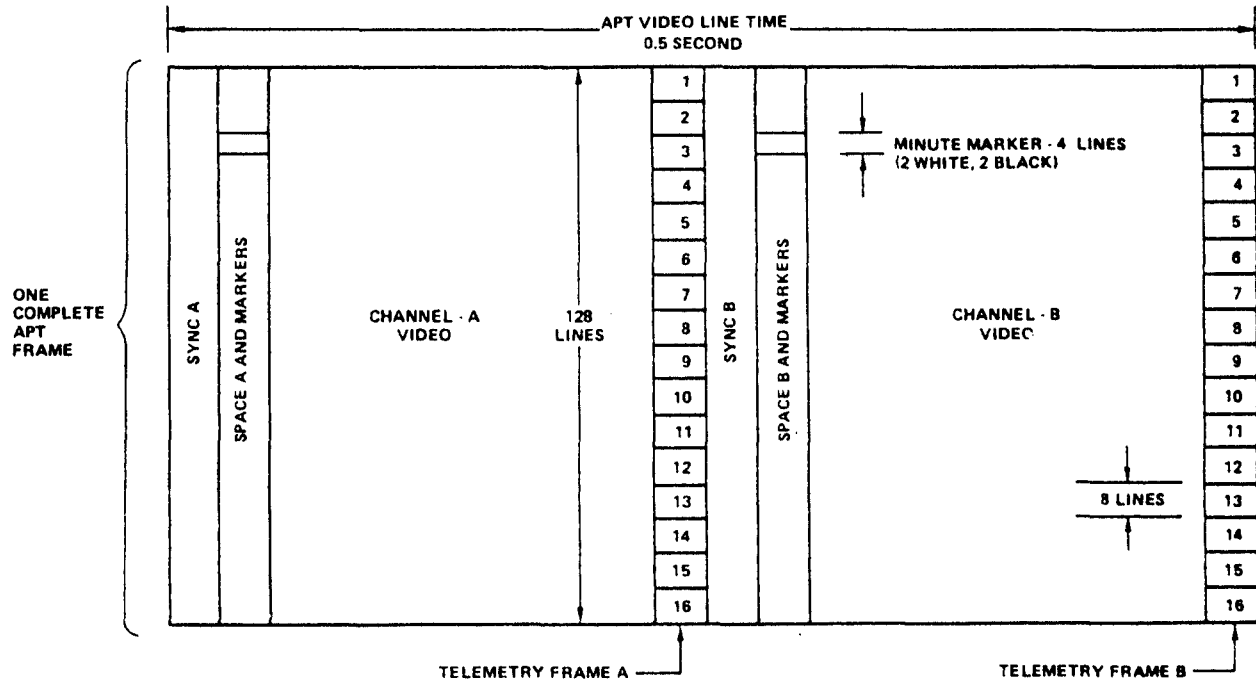 APT VIDEO LINE TIME
0.5 SECOND
ONE
COMPLETE
APT
FRAME
SYNC A
SPACE A AND MARKERS
CHANNEL - A
VIDEO
128
LINES
1
2
3
4
5
6
7
8
9
10
11
12
13
14
15
16
SYNC B
SPACE B AND MARKERS
MINUTE MARKER - 4 LINES
(2 WHITE, 2 BLACK)
CHANNEL - B
VIDEO
8 LINES
1
2
3
4
5
6
7
8
9
10
11
12
13
14
15
16
TELEMETRY FRAME A
TELEMETRY FRAME B